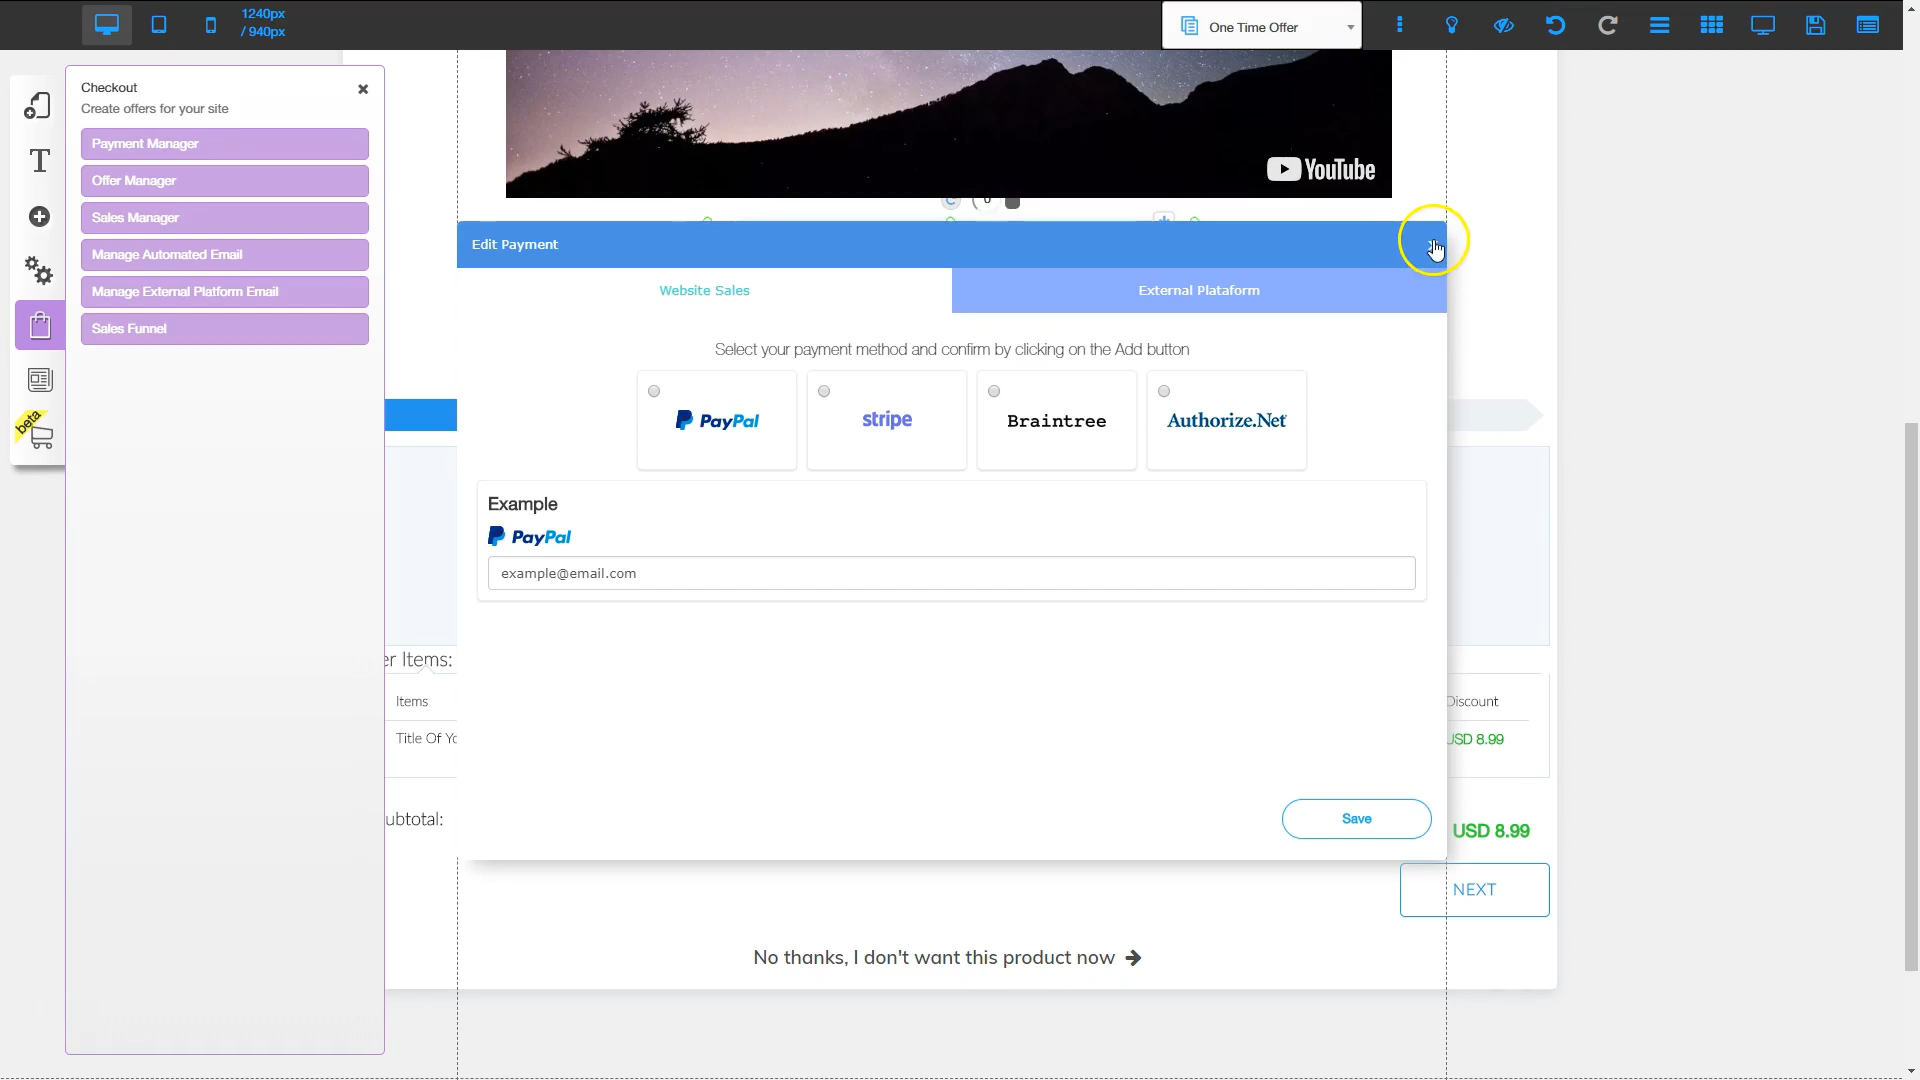 1240px
/ 940px
One Time Offer
Checkout
Create offers for your site
Payment Manager
Offer Manager
Sales Manager
Manage Automated Email
Manage External Platform Email
Sales Funnel
beta
YouTube
Edit Payment
Website Sales
External Plataform
Select your payment method and confirm by clicking on the Add button
PayPal
stripe
Braintree
Authorize.Net
Example
PayPal
example@email.com
Save
er Items:
Items
Discount
Title Of Yo
USD 8.99
ubtotal:
USD 8.99
NEXT
No thanks, I don't want this product now